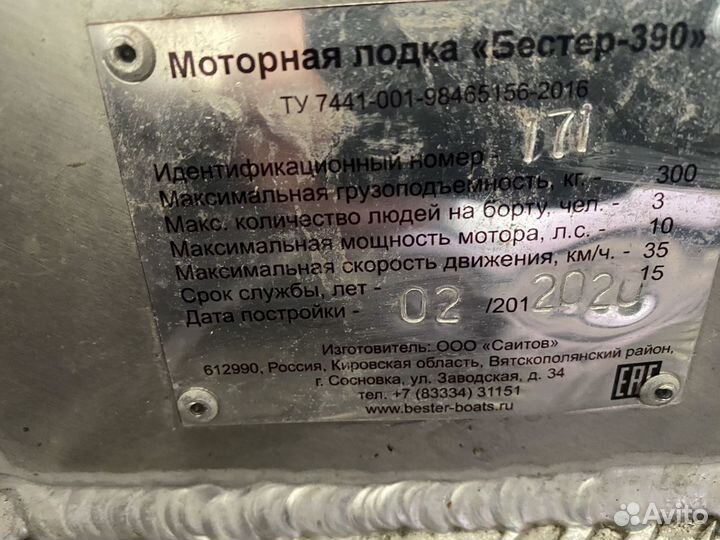 Моторная лодка «Бестер-390»
ТУ 7441-001-98465156-2016
Идентификационный номер - 171
Максимальная грузоподъемность, кг. - 300
Макс. количество людей на борту, чел. - 3
Максимальная мощность мотора, л.с. - 10
Максимальная скорость движения, км/ч. - 35
Срок службы, лет - 15
Дата постройки - 02 /201 2020
Изготовитель: ООО «Саитов»
612990, Россия, Кировская область, Вятскополянский район,
г. Сосновка, ул. Заводская, д. 34
тел. +7 (83334) 31151
www.bester-boats.ru
EAC
Avito